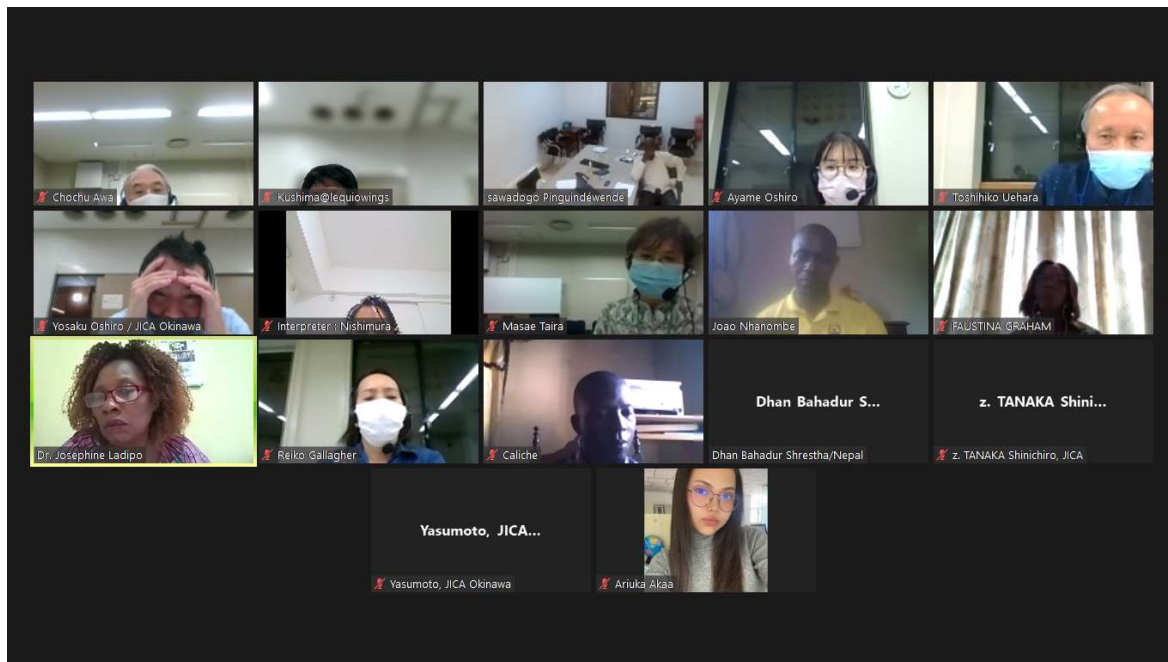 Chochu Awa
Kushima@lequiowings
sawadogo Pinguindéwendé
Ayame Oshiro
Toshihiko Uehara
Yosaku Oshiro / JICA Okinawa
Interpreter : Nishimura
Masae Taira
Joao Nhanombe
FAUSTINA GRAHAM
Dr. Josephine Ladipo
Reiko Gallagher
Caliche
Dhan Bahadur S...
Dhan Bahadur Shrestha/Nepal
z. TANAKA Shini...
z. TANAKA Shinichiro, JICA
Yasumoto, JICA...
Yasumoto, JICA Okinawa
Ariuka Akaa